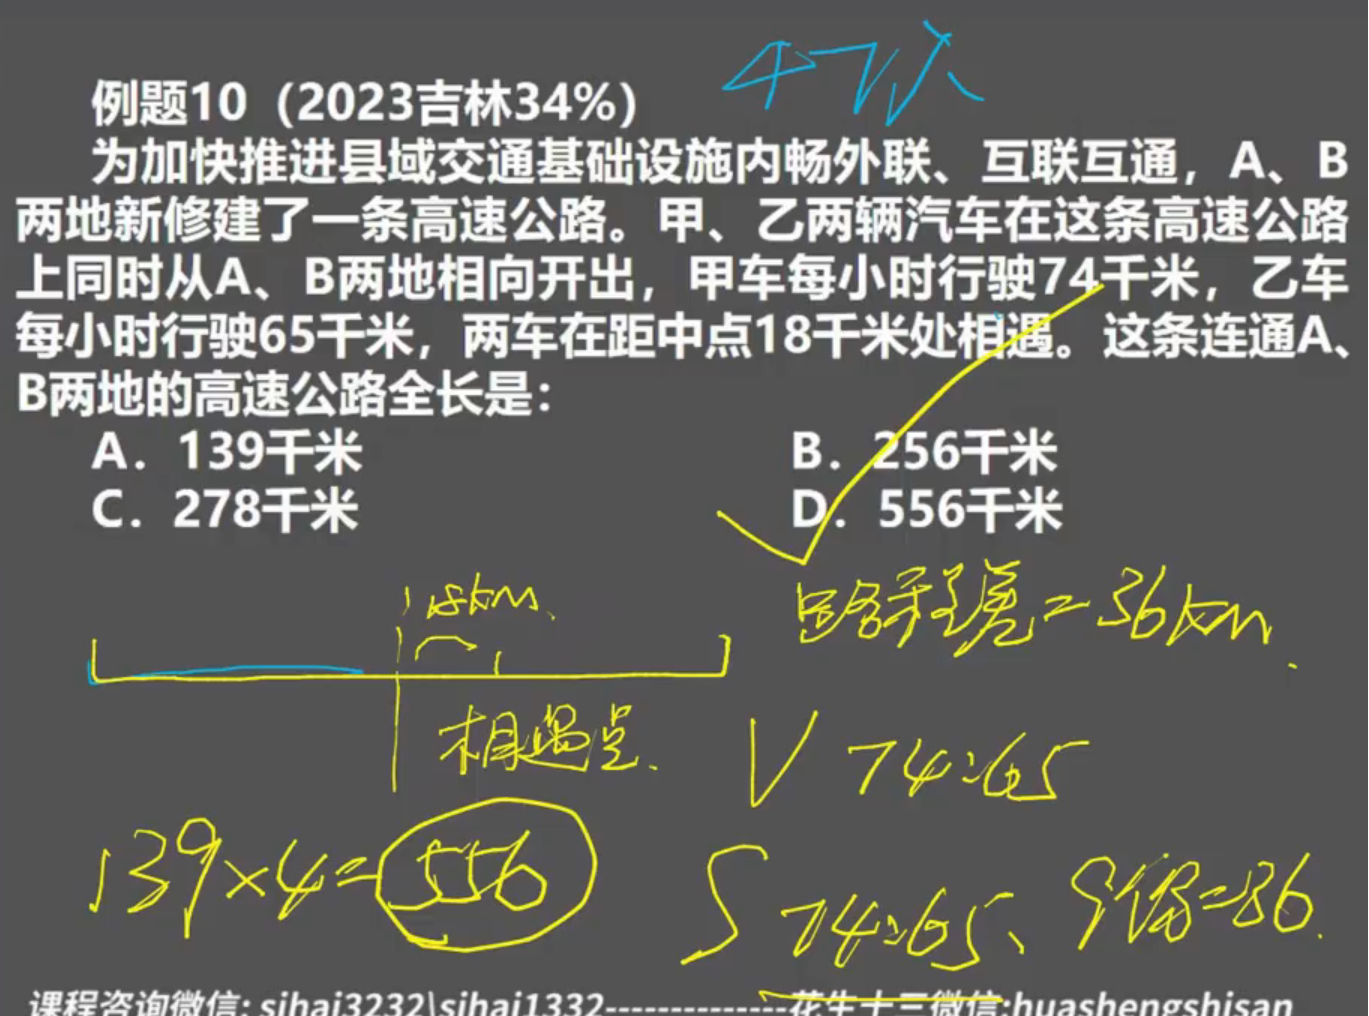 47次
例题10（2023吉林34%）
为加快推进县域交通基础设施内畅外联、互联互通，A、B
两地新修建了一条高速公路。甲、乙两辆汽车在这条高速公路
上同时从A、B两地相向开出，甲车每小时行驶74千米，乙车
每小时行驶65千米，两车在距中点18千米处相遇。这条连通A、
B两地的高速公路全长是：
A．139千米
B．256千米
C．278千米
D．556千米
18km
路程差=36km
相遇点
V 74:65
139×4=556
S 74:65、9份=36
课程咨询微信: sihai3232\sihai1332--------------花生十三微信:huashengshisan